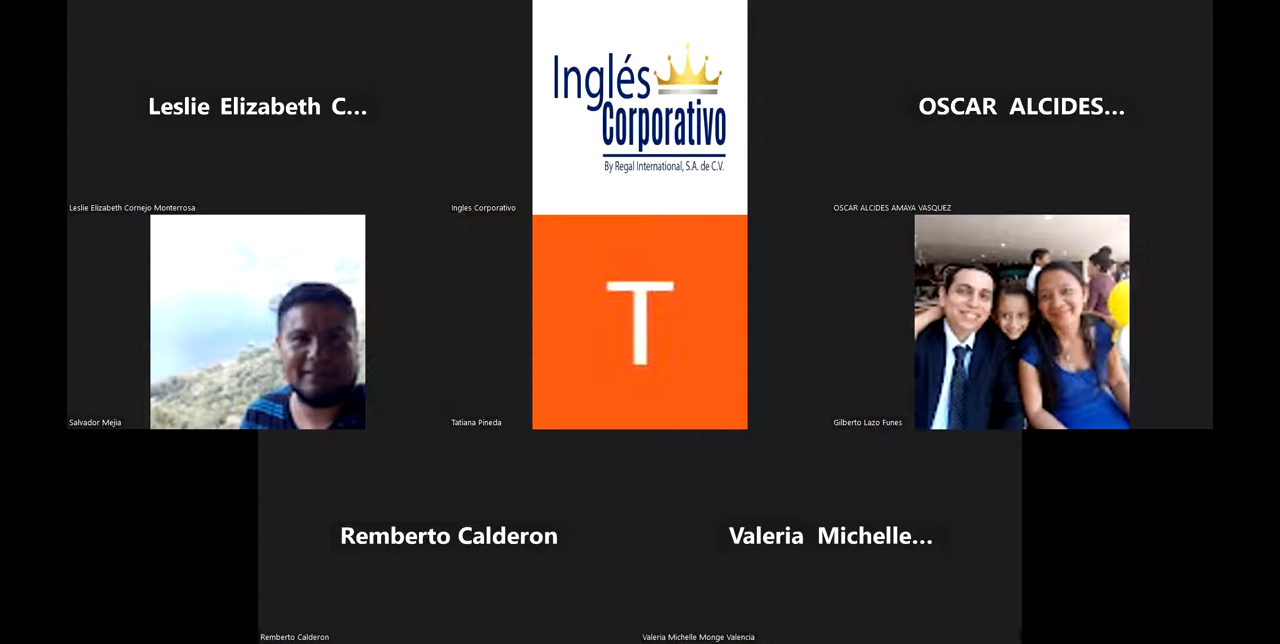 Leslie Elizabeth C...
Leslie Elizabeth Cornejo Monterrosa
Inglés
Corporativo
By Regal International, S.A. de C.V.
Ingles Corporativo
OSCAR ALCIDES...
OSCAR ALCIDES AMAYA VASQUEZ
Salvador Mejia
T
Tatiana Pineda
Gilberto Lazo Funes
Remberto Calderon
Remberto Calderon
Valeria Michelle...
Valeria Michelle Monge Valencia